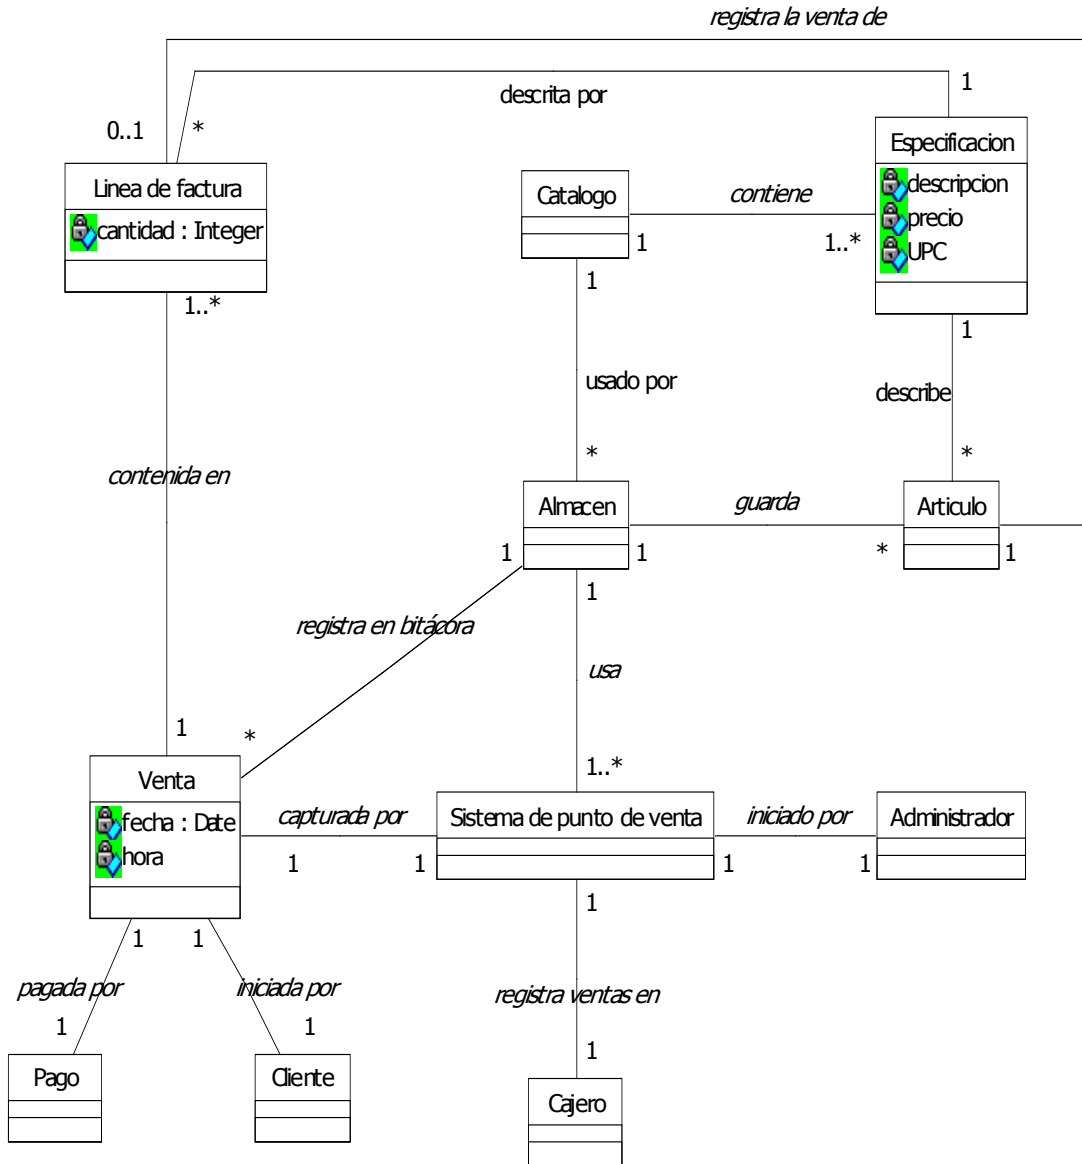 registra la venta de
descrita por
1
0..1
*
Especificacion
descripcion
precio
UPC
Linea de factura
cantidad : Integer
Catalogo
contiene
1
1..*
1
1..*
1
usado por
describe
*
*
contenida en
Almacen
guarda
Articulo
1
1
*
1
1
registra en bitácora
usa
1
*
1..*
Venta
fecha : Date
hora
capturada por
Sistema de punto de venta
iniciado por
Administrador
1
1
1
1
1
1
1
pagada por
iniciada por
registra ventas en
1
1
1
Pago
Cliente
Cajero